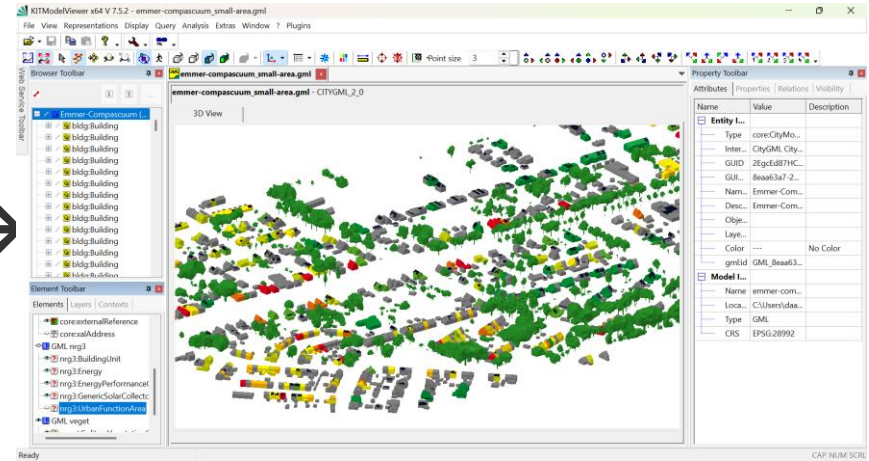 KITModelViewer x64 V 7.5.2 - emmer-compascuum_small-area.gml
File View Representations Display Query Analysis Extras Window ? Plugins
Point size 3
Browser Toolbar
emmer-compascuum_small-area.gml
Property Toolbar
Web Service Toolbar
emmer-compascuum_small-area.gml - CITYGML_2_0
Attributes Properties Relations Visibility
3D View
Name Value Description
Emmer-Compascuum (...
bldg:Building
bldg:Building
bldg:Building
bldg:Building
bldg:Building
bldg:Building
bldg:Building
bldg:Building
bldg:Building
bldg:Building
bldg:Building
bldg:Building
bldg:Building
Entity I...
Type core:CityMo...
Inter... CityGML City...
GUID 2EgcEd87HC...
GUI... 8eaa63a7-2...
Nam... Emmer-Com...
Desc... Emmer-Com...
Obje...
Laye...
Color --- No Color
gml:id GML_8eaa63...
Model I...
Name emmer-com...
Loca... C:\Users\daa...
Type GML
CRS EPSG:28992
Element Toolbar
Elements Layers Contexts
core:externalReference
core:xalAddress
GML nrg3
nrg3:BuildingUnit
nrg3:Energy
nrg3:EnergyPerformanceC
nrg3:GenericSolarCollecto
nrg3:UrbanFunctionArea
GML veget
Ready
CAP NUM SCRL